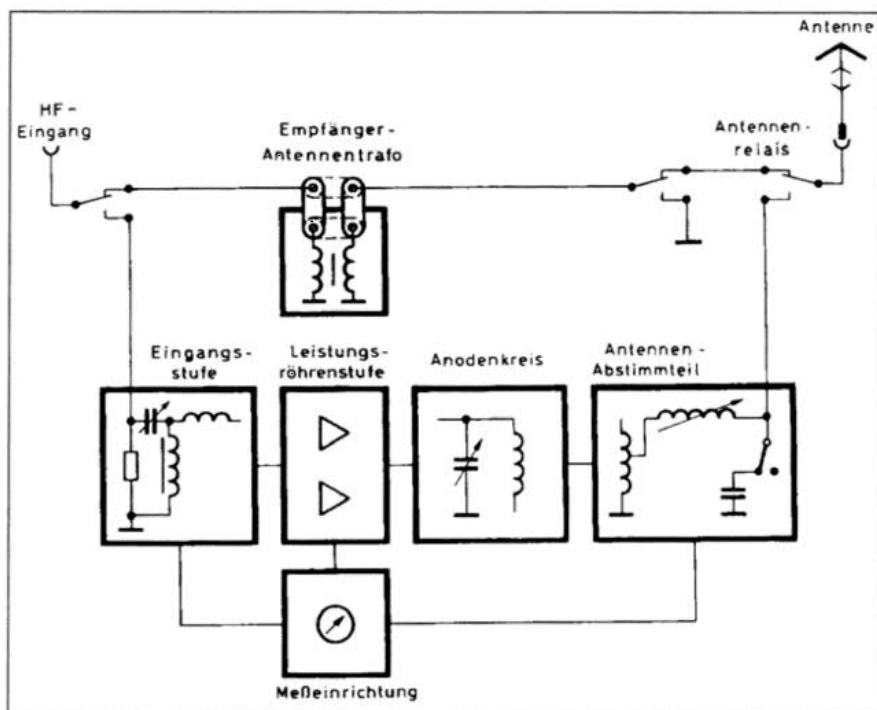 Antenne
HF-
Eingang
Empfänger-
Antennentrafo
Antennen-
relais
Eingangs-
stufe
Leistungs-
röhrenstufe
Anodenkreis
Antennen-
Abstimmteil
Meßeinrichtung